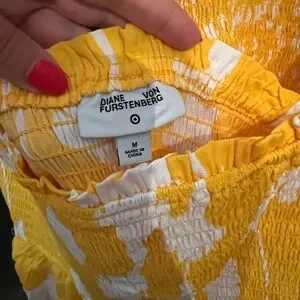 DIANE VON
FURSTENBERG
M
MADE IN
CHINA